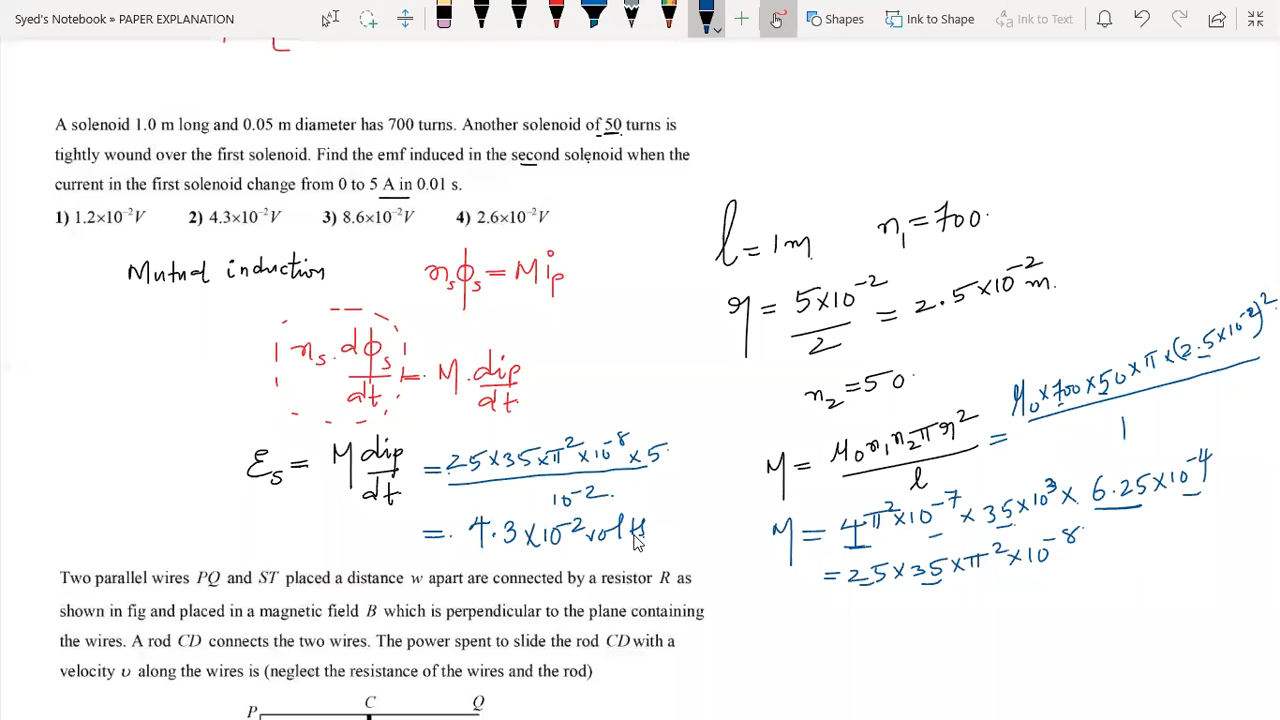 Syed's Notebook » PAPER EXPLANATION
Shapes
Ink to Shape
Ink to Text
A solenoid 1.0 m long and 0.05 m diameter has 700 turns. Another solenoid of 50 turns is
tightly wound over the first solenoid. Find the emf induced in the second solenoid when the
current in the first solenoid change from 0 to 5 A in 0.01 s.
1) 1.2×10⁻²V 2) 4.3×10⁻²V 3) 8.6×10⁻²V 4) 2.6×10⁻²V
Mutual induction
nₛϕₛ = M iₚ
nₛ. dϕₛ/dt = M. diₚ/dt
Ɛₛ = M diₚ/dt = 25×35×π²×10⁻⁸×5/10⁻².
= 4.3×10⁻² volts
l = 1m n₁ = 700.
r = 5×10⁻²/2 = 2.5×10⁻² m.
n₂ = 50.
M = μ₀n₁n₂πr²/l = μ₀×700×50×π×(2.5×10⁻²)²/1
M = 4π²×10⁻⁷×35×10³×6.25×10⁻⁴
= 25×35×π²×10⁻⁸
Two parallel wires PQ and ST placed a distance w apart are connected by a resistor R as
shown in fig and placed in a magnetic field B which is perpendicular to the plane containing
the wires. A rod CD connects the two wires. The power spent to slide the rod CD with a
velocity υ along the wires is (neglect the resistance of the wires and the rod)
P C Q